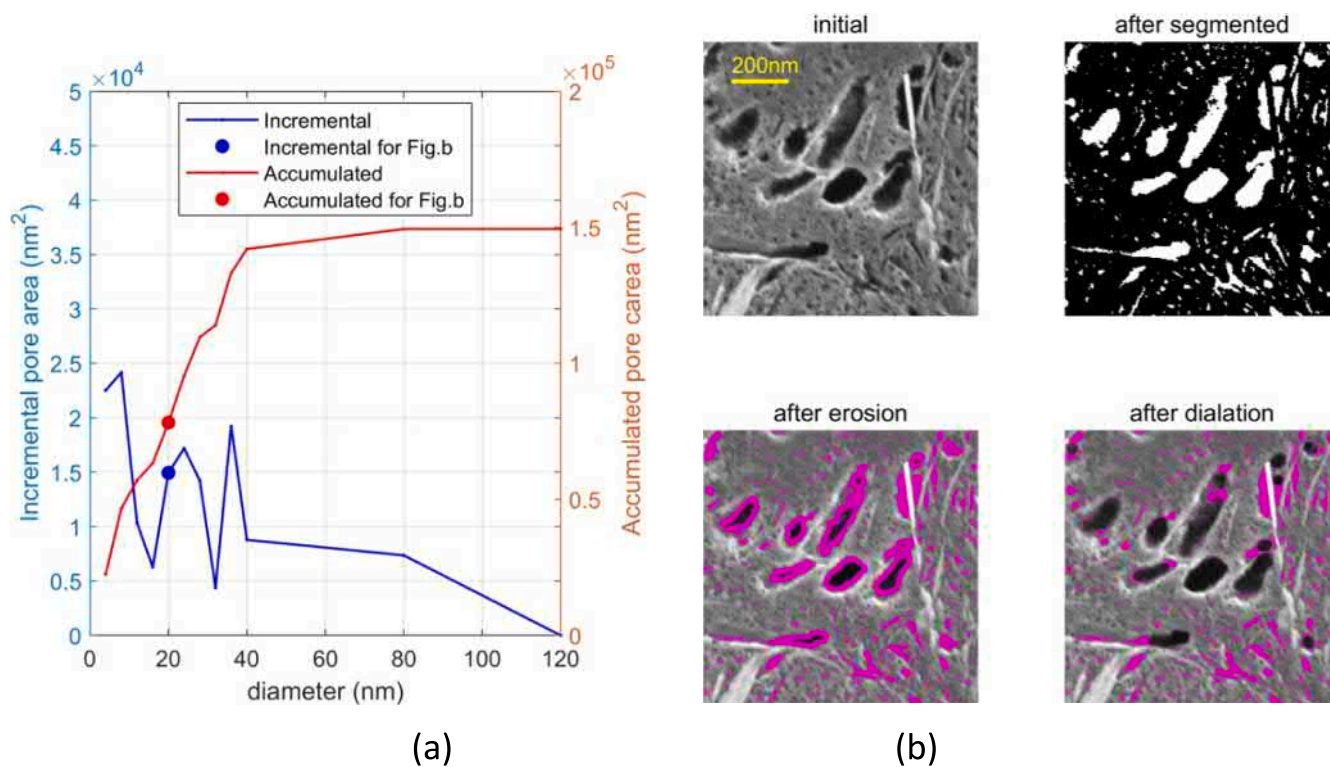 ×10⁴
×10⁵
5
4.5
4
3.5
3
2.5
2
1.5
1
0.5
0
Incremental pore area (nm²)
Incremental
Incremental for Fig.b
Accumulated
Accumulated for Fig.b
2
1.5
1
0.5
0
Accumulated pore carea (nm²)
0 20 40 60 80 100 120
diameter (nm)
(a)
initial
200nm
after segmented
after erosion
after dialation
(b)